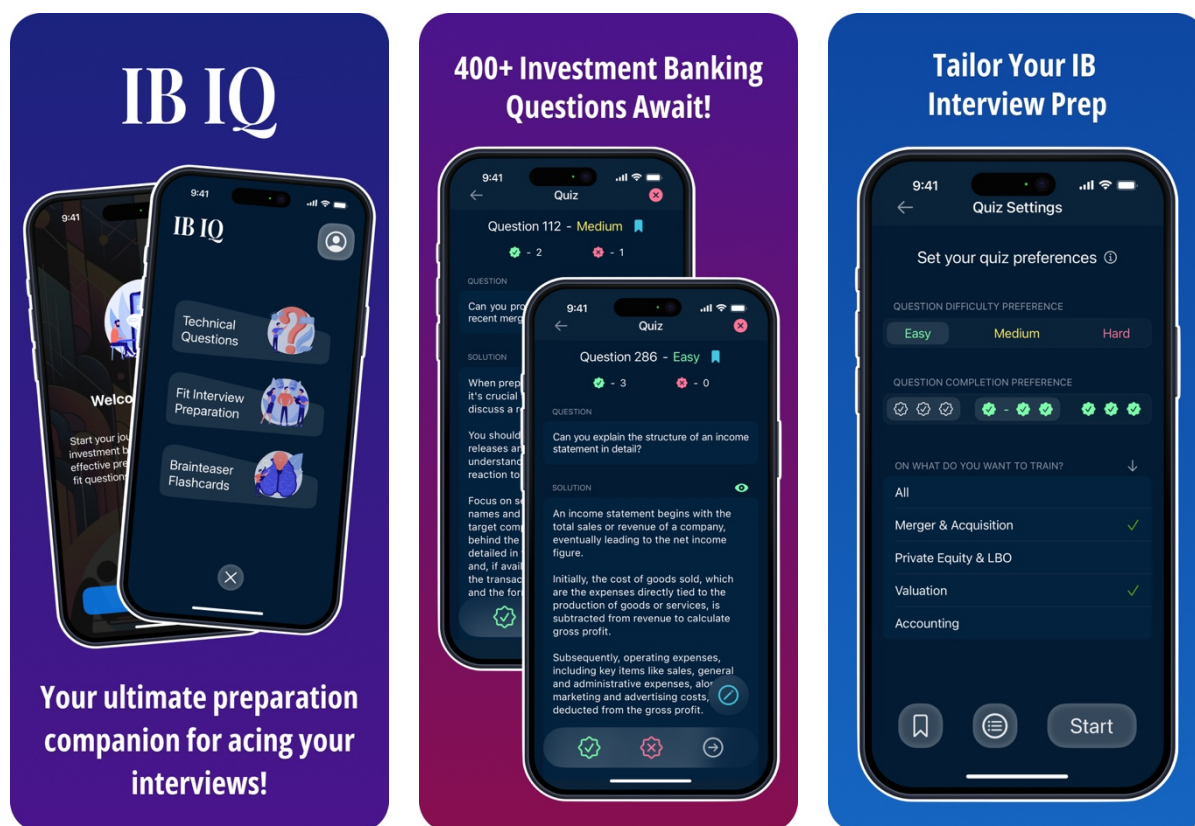 IB IQ
9:41
Welco
Start your jou
investment b
effective pre
fit question
9:41
IB IQ
Technical
Questions
Fit Interview
Preparation
Brainteaser
Flashcards
Your ultimate preparation
companion for acing your
interviews!
400+ Investment Banking
Questions Await!
9:41
Quiz
Question 112 - Medium
- 2 - 1
QUESTION
Can you pro
recent merg
SOLUTION
When prep
it's crucial
discuss a r
You should
releases an
understand
reaction to
Focus on s
names and
target comp
behind the
detailed in
and, if avail
the transac
and the for
9:41
Quiz
Question 286 - Easy
- 3 - 0
QUESTION
Can you explain the structure of an income
statement in detail?
SOLUTION
An income statement begins with the
total sales or revenue of a company,
eventually leading to the net income
figure.
Initially, the cost of goods sold, which
are the expenses directly tied to the
production of goods or services, is
subtracted from revenue to calculate
gross profit.
Subsequently, operating expenses,
including key items like sales, general
and administrative expenses, alo
marketing and advertising costs,
deducted from the gross profit.
Tailor Your IB
Interview Prep
9:41
Quiz Settings
Set your quiz preferences
QUESTION DIFFICULTY PREFERENCE
Easy Medium Hard
QUESTION COMPLETION PREFERENCE
ON WHAT DO YOU WANT TO TRAIN?
All
Merger & Acquisition
Private Equity & LBO
Valuation
Accounting
Start